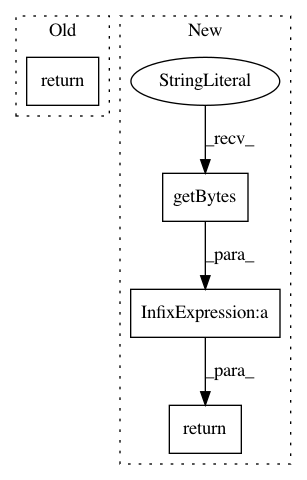 Old
New
return
StringLiteral
_recv_
getBytes
_para_
InfixExpression:a
_para_
return